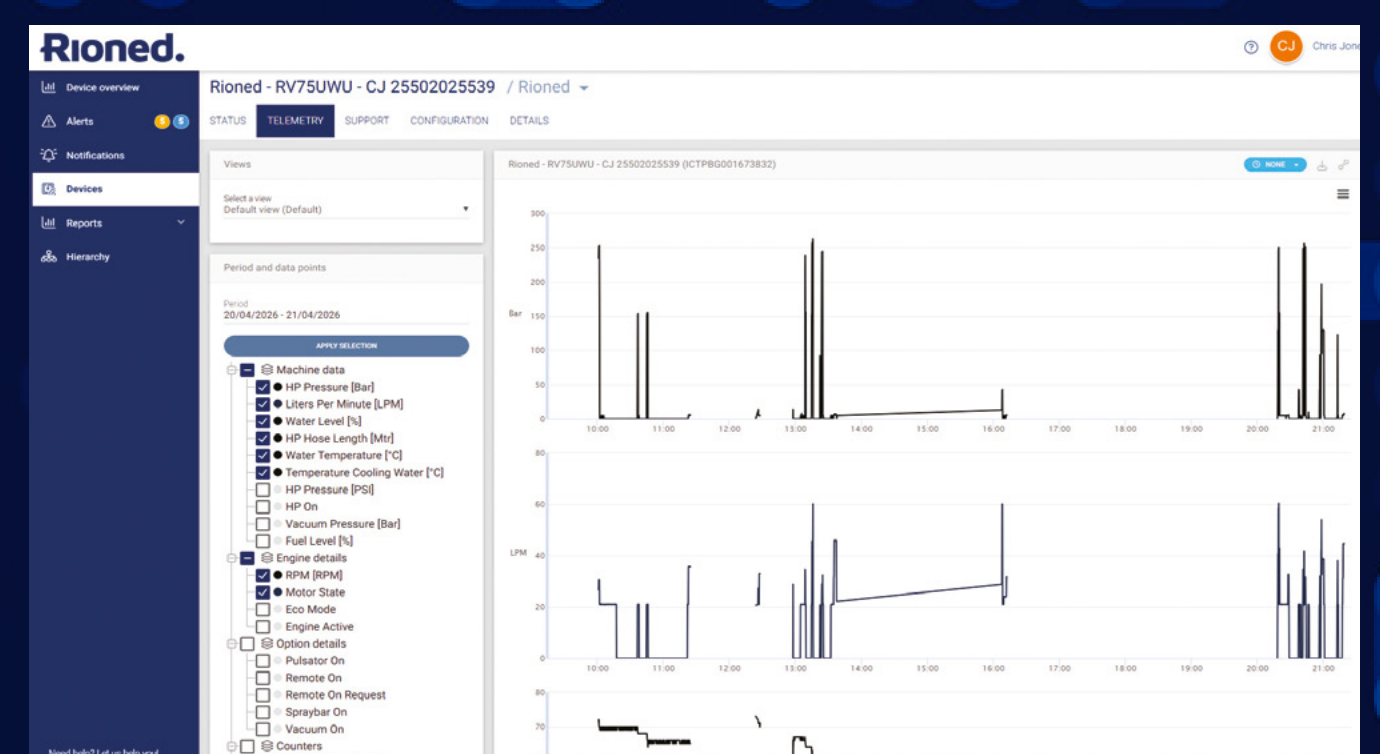 Rioned.
CJ
Chris Jone
Device overview
Alerts
5
5
Notifications
Devices
Reports
Hierarchy
Need help? Let us help you!
Rioned - RV75UWU - CJ 25502025539 / Rioned
STATUS TELEMETRY SUPPORT CONFIGURATION DETAILS
Views
Select a view
Default view (Default)
Period and data points
Period
20/04/2026 - 21/04/2026
APPLY SELECTION
Machine data
HP Pressure [Bar]
Liters Per Minute [LPM]
Water Level [%]
HP Hose Length [Mtr]
Water Temperature [°C]
Temperature Cooling Water [°C]
HP Pressure [PSI]
HP On
Vacuum Pressure [Bar]
Fuel Level [%]
Engine details
RPM [RPM]
Motor State
Eco Mode
Engine Active
Option details
Pulsator On
Remote On
Remote On Request
Spraybar On
Vacuum On
Counters
Rioned - RV75UWU - CJ 25502025539 (ICTPBG001673832)
NONE
300
250
200
Bar 150
100
50
0
10:00 11:00 12:00 13:00 14:00 15:00 16:00 17:00 18:00 19:00 20:00 21:00
80
60
LPM 40
20
0
10:00 11:00 12:00 13:00 14:00 15:00 16:00 17:00 18:00 19:00 20:00 21:00
80
70